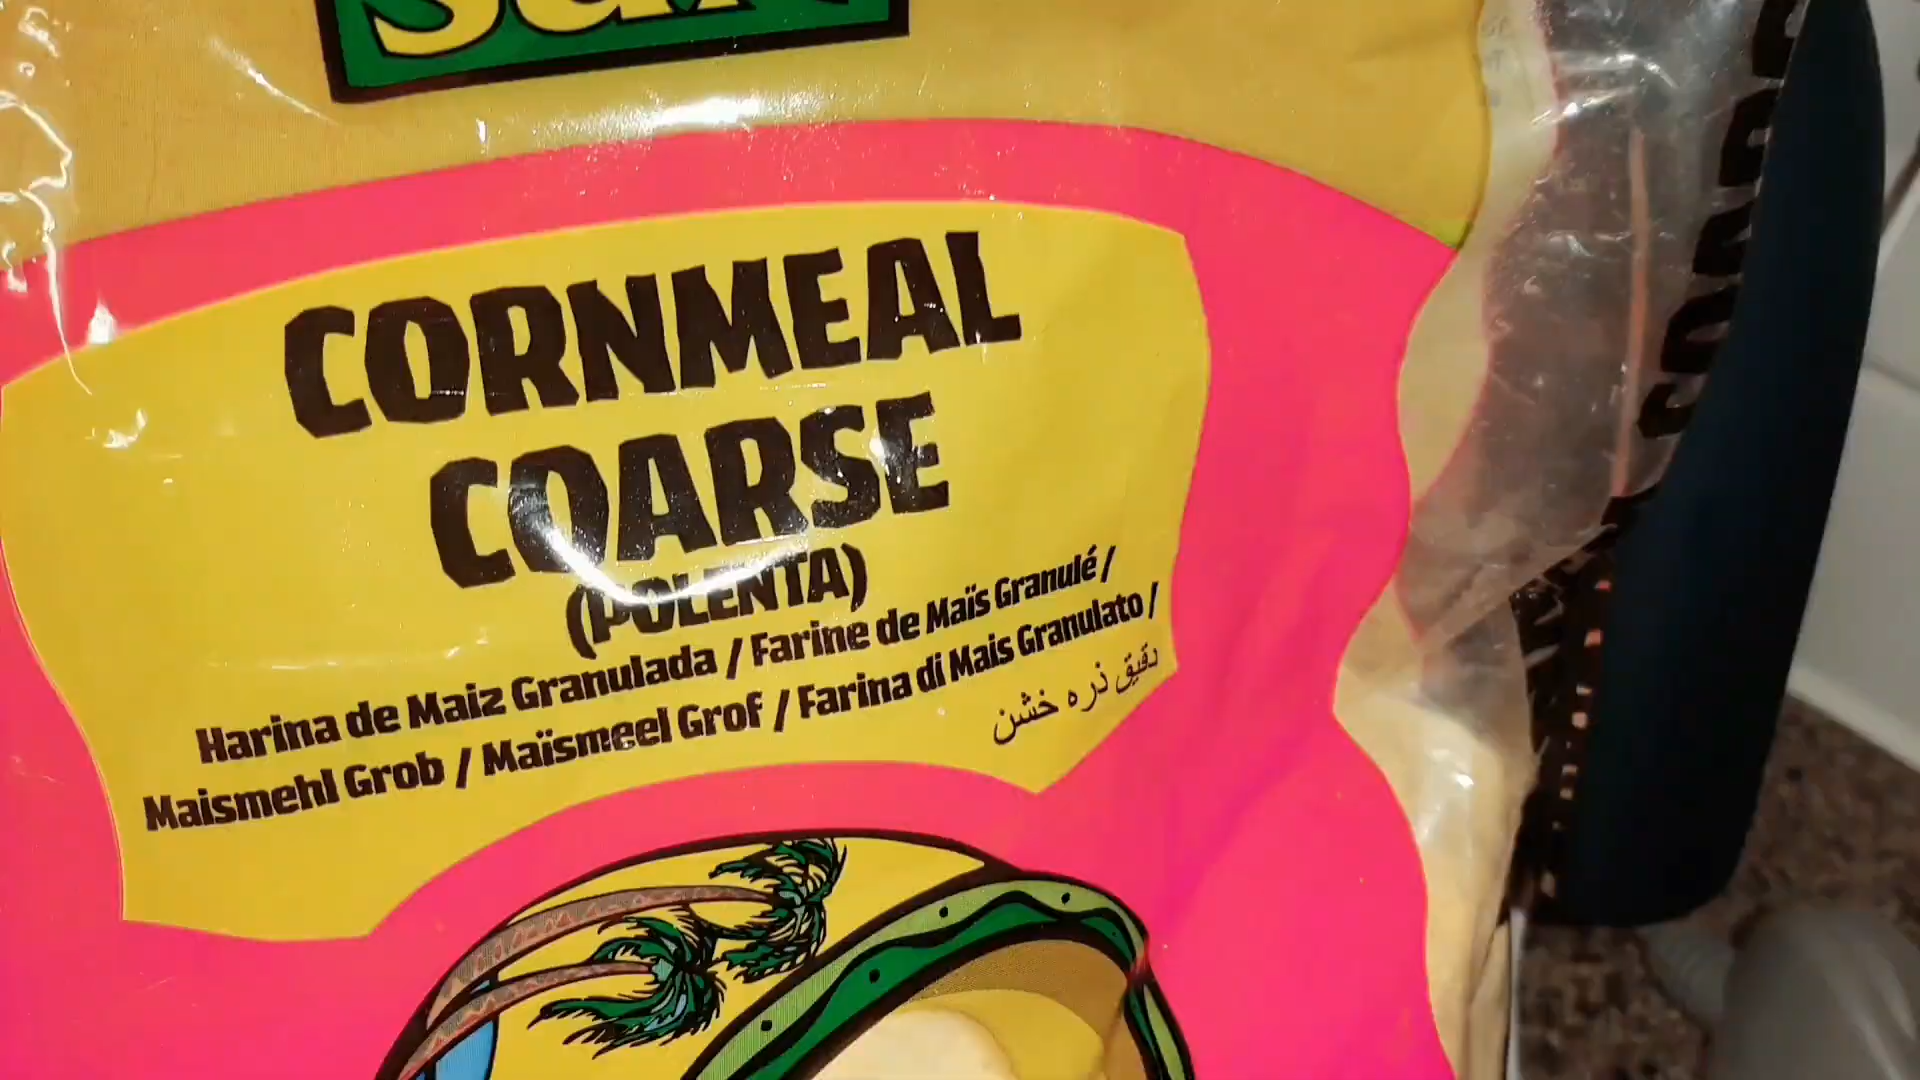 CORNMEAL
COARSE
(POLENTA)
Harina de Maiz Granulada / Farine de Maïs Granulé /
Maismehl Grob / Maïsmeel Grof / Farina di Mais Granulato /
دقيق ذره خشن